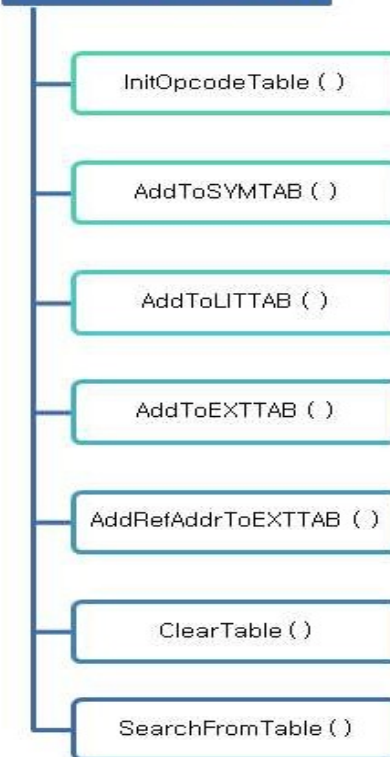 InitOpcodeTable ( )
AddToSYMTAB ( )
AddToLITTAB ( )
AddToEXTTAB ( )
AddRefAddrToEXTTAB ( )
ClearTable ( )
SearchFromTable ( )